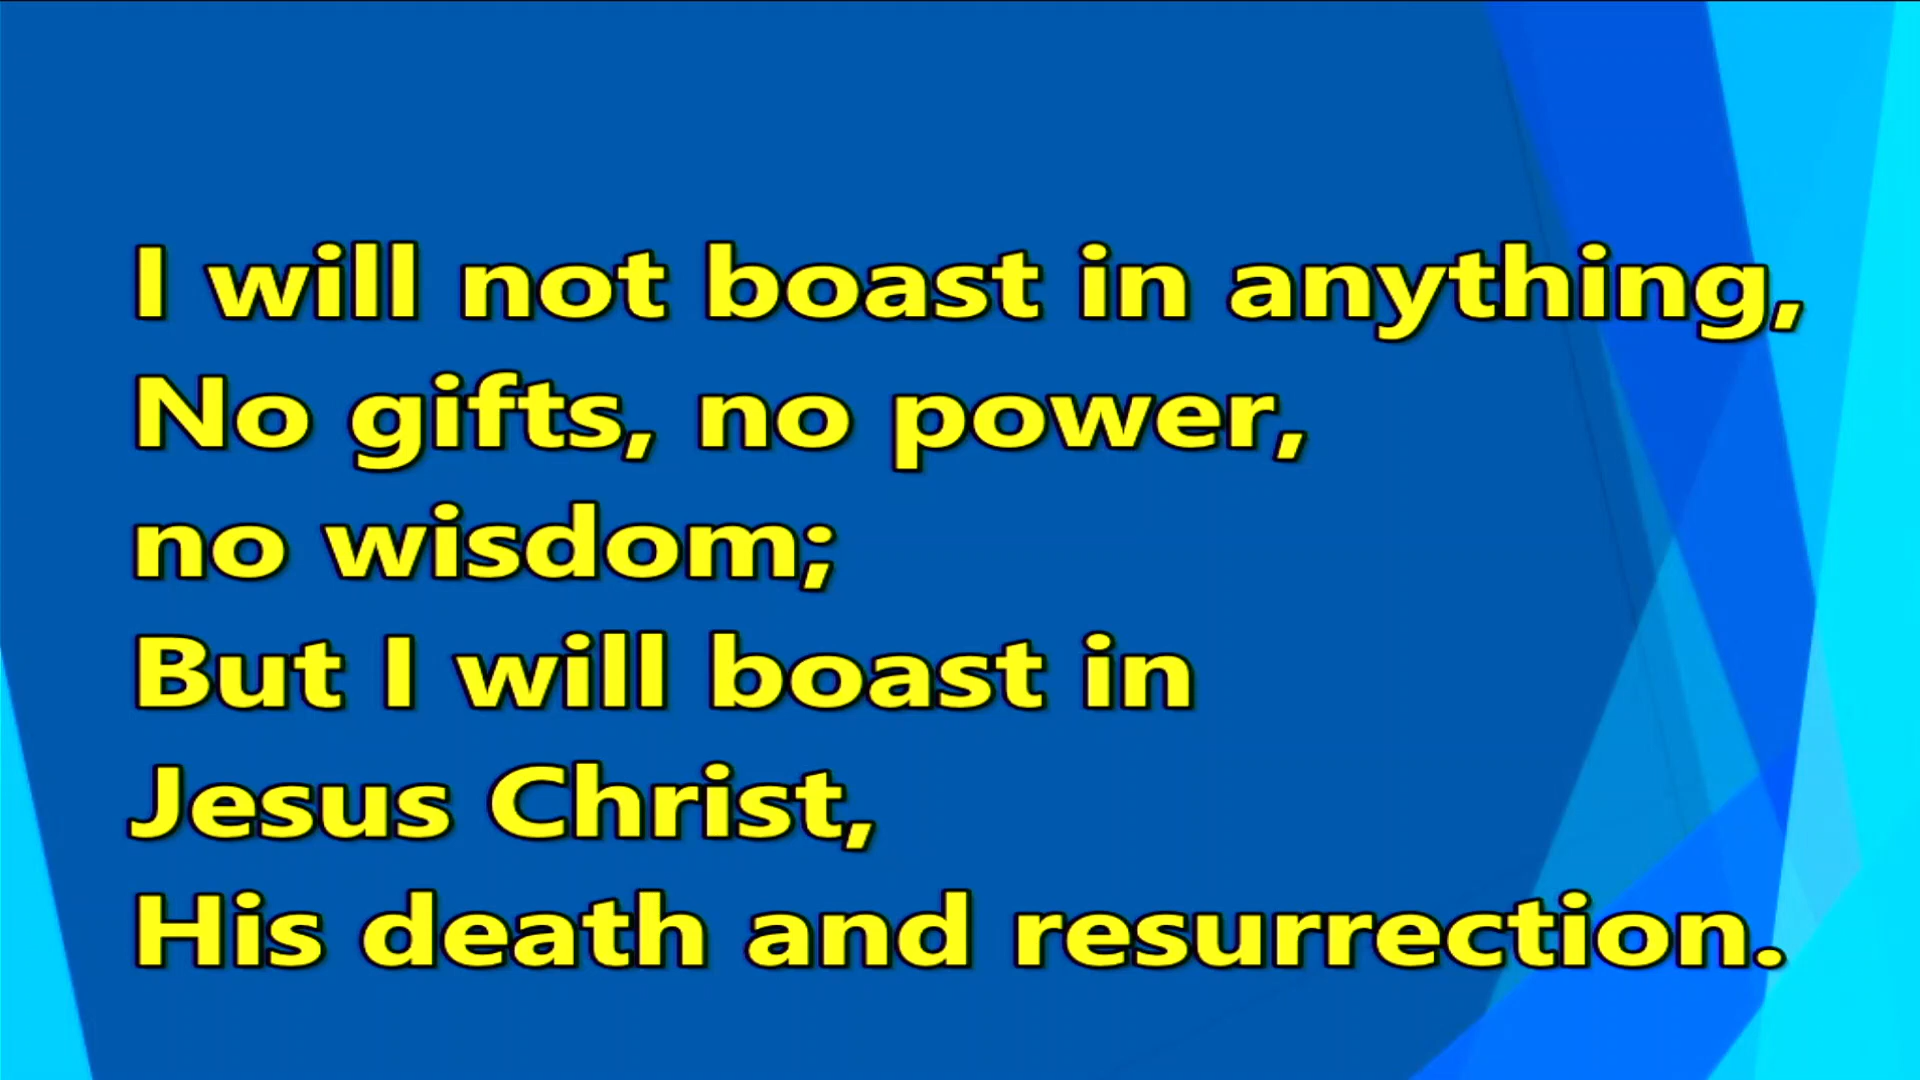 I will not boast in anything,
No gifts, no power,
no wisdom;
But I will boast in
Jesus Christ,
His death and resurrection.